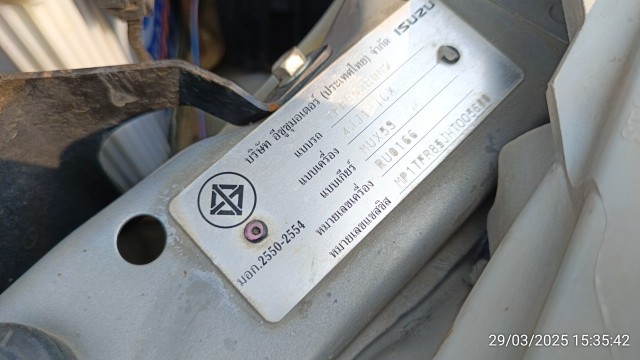 ISUZU
บริษัท อีซูซุมอเตอร์ (ประเทศไทย) จำกัด
แบบรถ
แบบเครื่อง 4JJ1-TCX
แบบเกียร์ MUX5S
หมายเลขเครื่อง RU0166
หมายเลขแชสซิส
มอก.2550-2554
29/03/2025 15:35:42